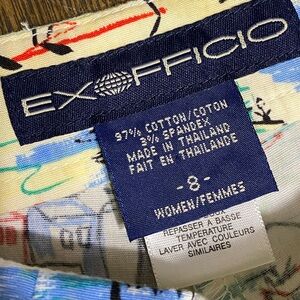 EXOFFICIO
97% COTTON/COTON
3% SPANDEX
MADE IN THAILAND
FAIT EN THAILANDE
-8-
WOMEN/FEMMES
REPASSER A BASSE
TEMPERATURE
LAVER AVEC COULEURS
SIMILAIRES